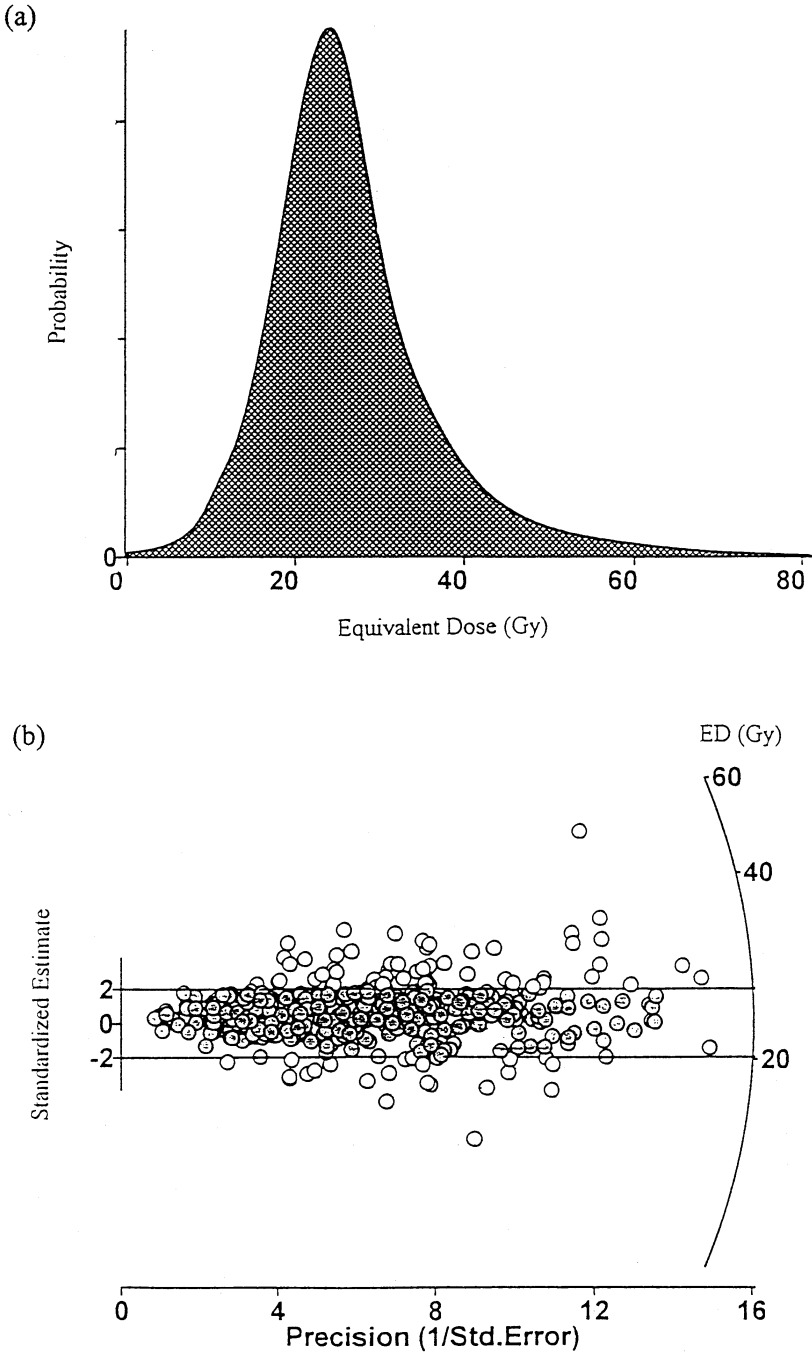 (a)
Probability
0
0 20 40 60 80
Equivalent Dose (Gy)
(b)
ED (Gy)
60
40
20
Standardized Estimate
2
0
-2
0 4 8 12 16
Precision (1/Std.Error)